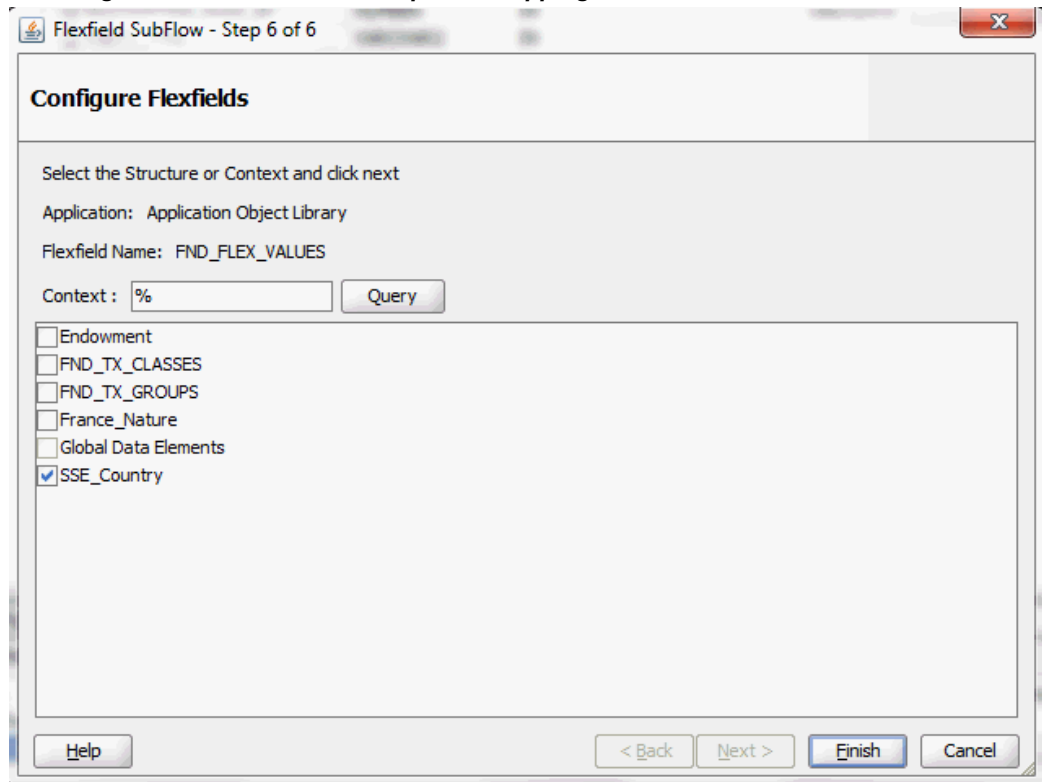 Flexfield SubFlow - Step 6 of 6
X
Configure Flexfields
Select the Structure or Context and click next
Application: Application Object Library
Flexfield Name: FND_FLEX_VALUES
Context : % Query
Endowment
FND_TX_CLASSES
FND_TX_GROUPS
France_Nature
Global Data Elements
SSE_Country
Help < Back Next > Finish Cancel